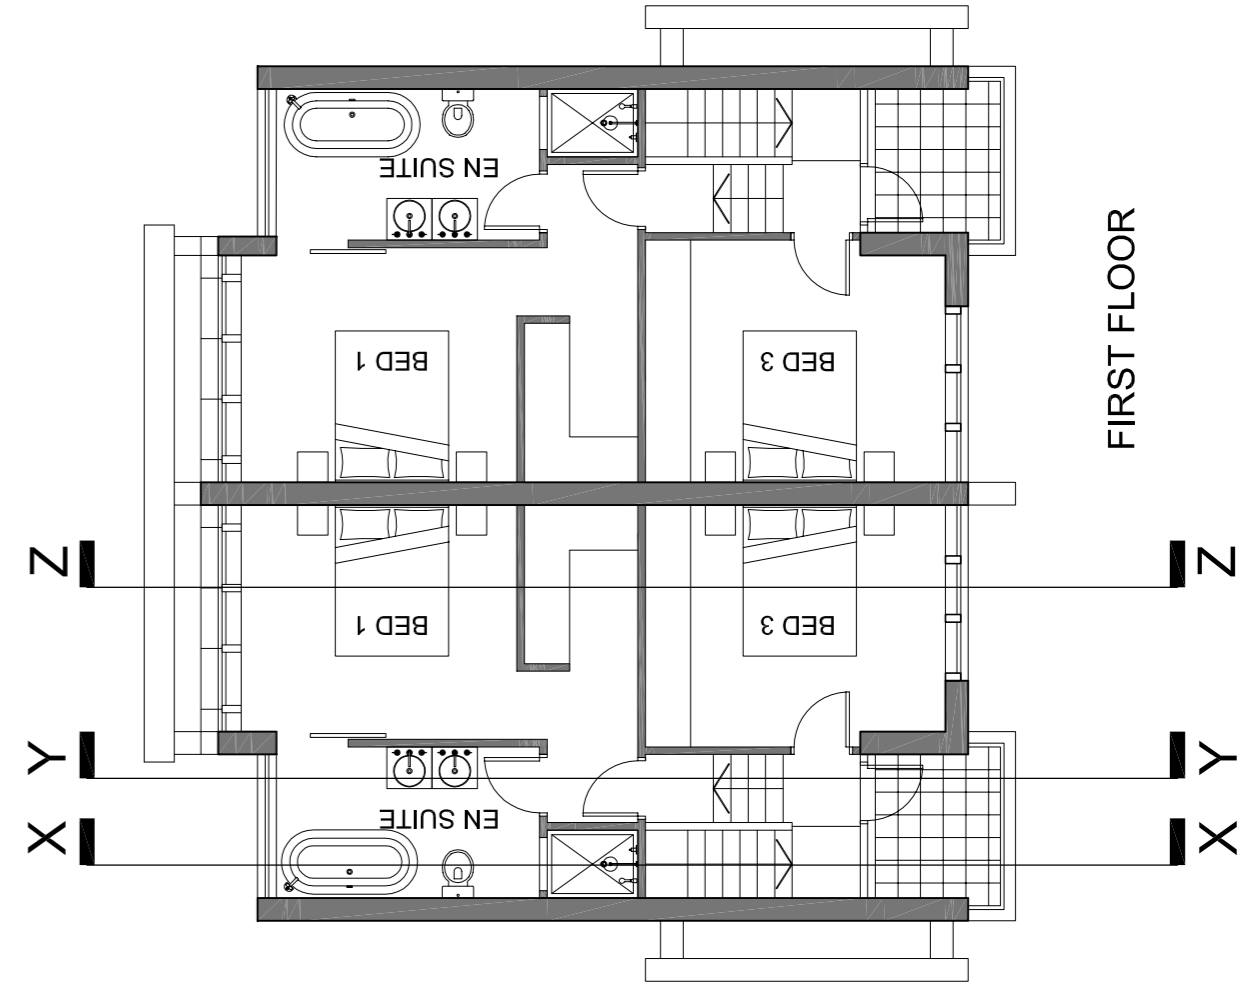 EN SUITE
BED 1
BED 3
FIRST FLOOR
Z
Z
BED 1
BED 3
Y
Y
EN SUITE
X
X